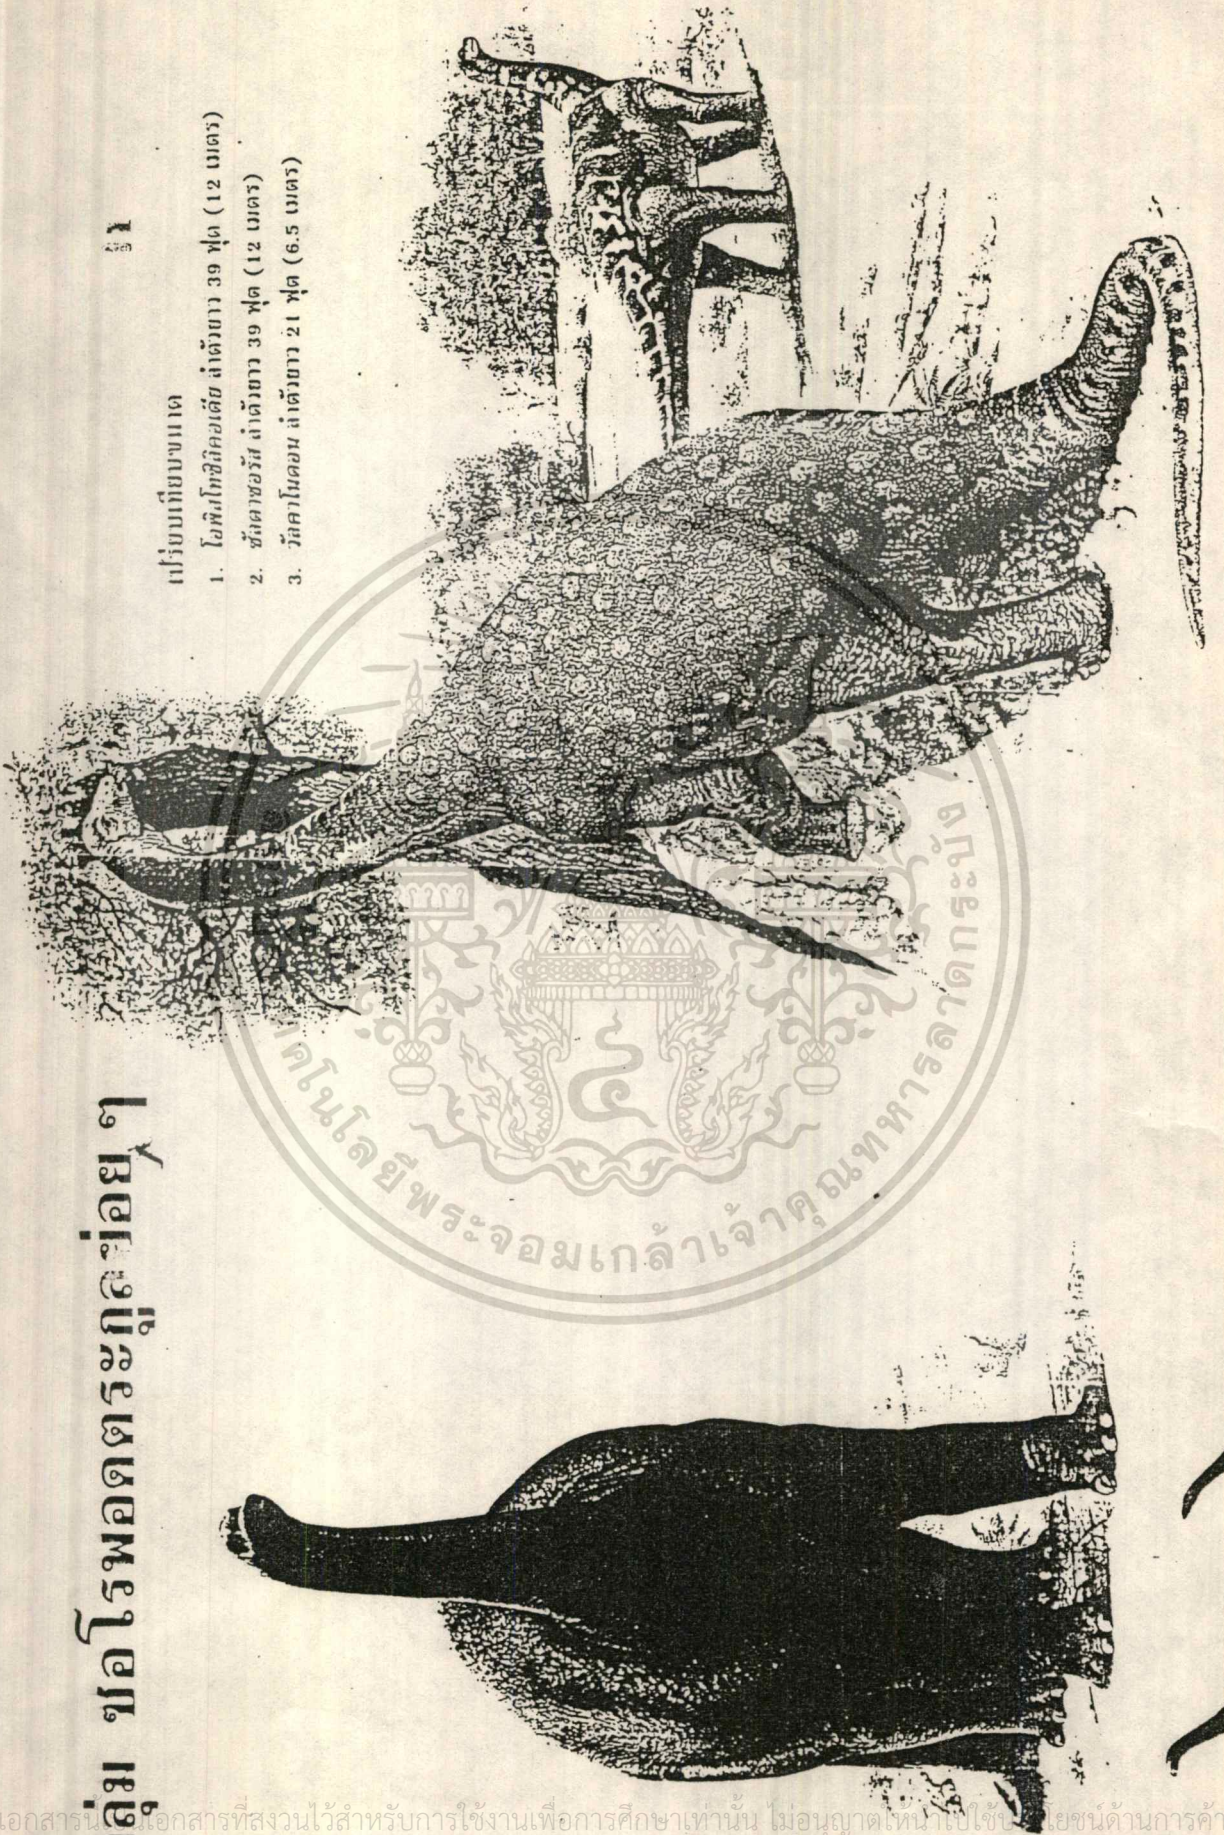 ซอโรพอดตระกูลย่อย
เปรียบเทียบขนาด
1. โอพิสโทซิลิคอเดีย ลำตัวยาว 39 ฟุต (12 เมตร)
2. ซัลตาซอรัส ลำตัวยาว 39 ฟุต (12 เมตร)
3. วัลคาโนดอน ลำตัวยาว 21 ฟุต (6.5 เมตร)
เทคโนโลยีพระจอมเกล้าเจ้าคุณทหารลาดกระบัง
เอกสารนี้เป็นเอกสารที่สงวนไว้สำหรับการใช้งานเพื่อการศึกษาเท่านั้น ไม่อนุญาตให้นำไปใช้ประโยชน์ด้านการค้า